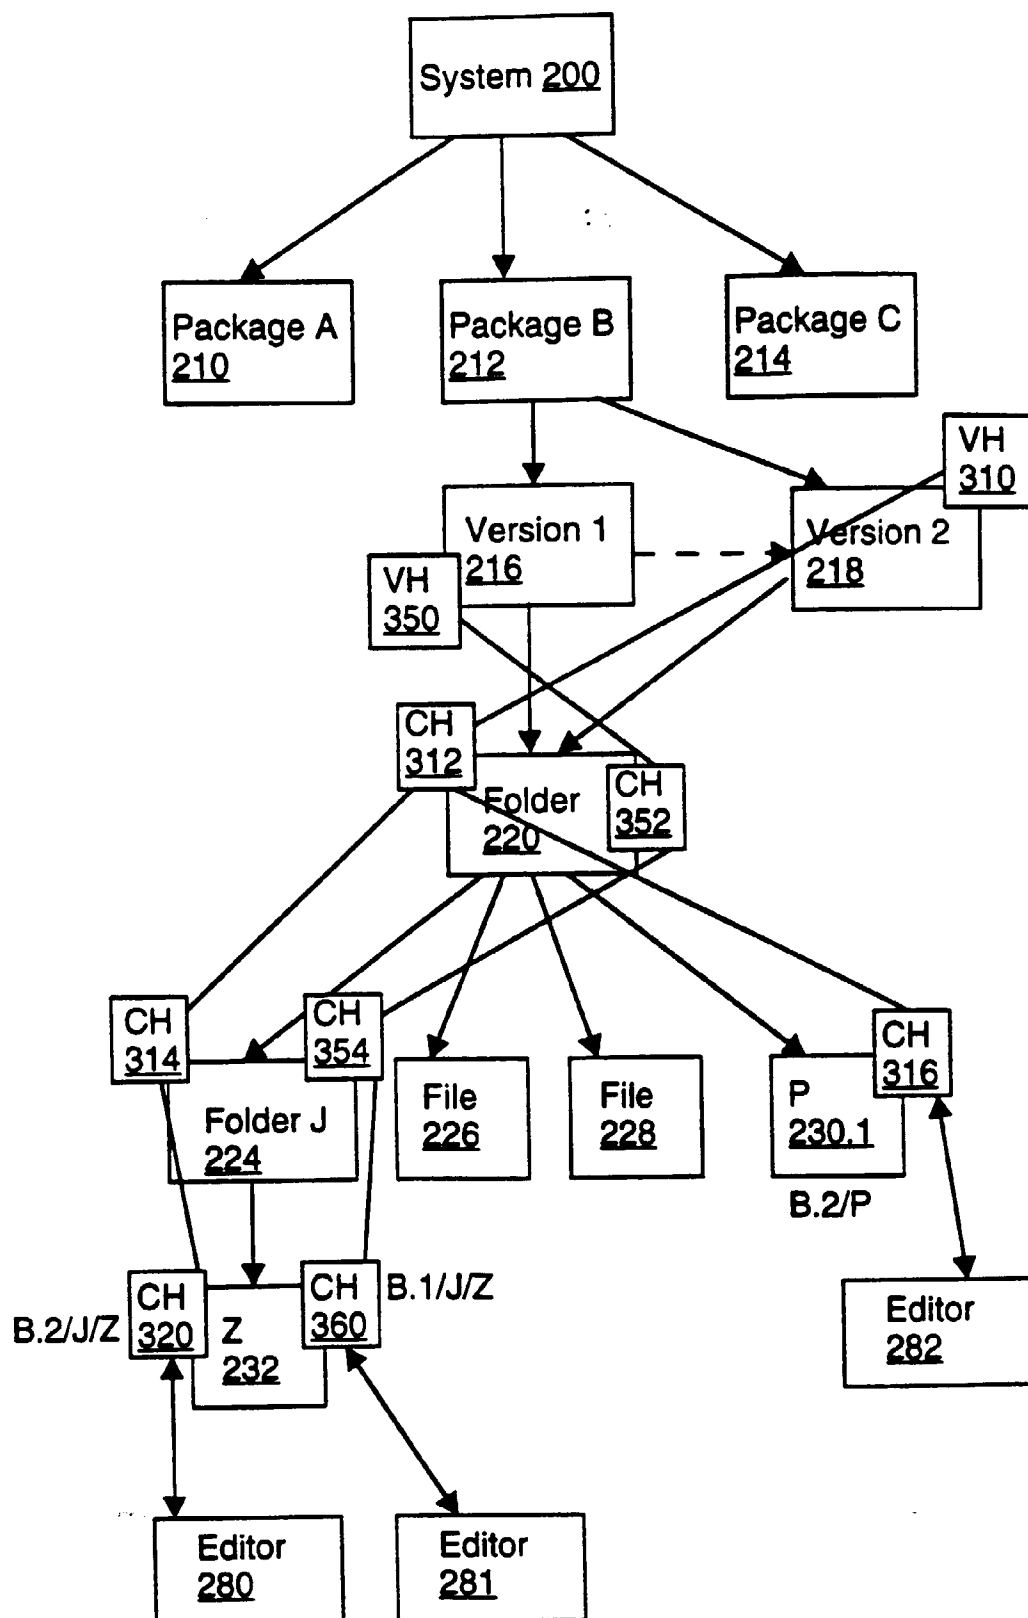 System 200
Package A
210
Package B
212
Package C
214
VH
310
Version 1
216
Version 2
218
VH
350
CH
312
Folder
220
CH
352
CH
314
CH
354
Folder J
224
File
226
File
228
P
230.1
CH
316
B.2/P
CH
320
B.2/J/Z
Z
232
CH
360
B.1/J/Z
Editor
282
Editor
280
Editor
281